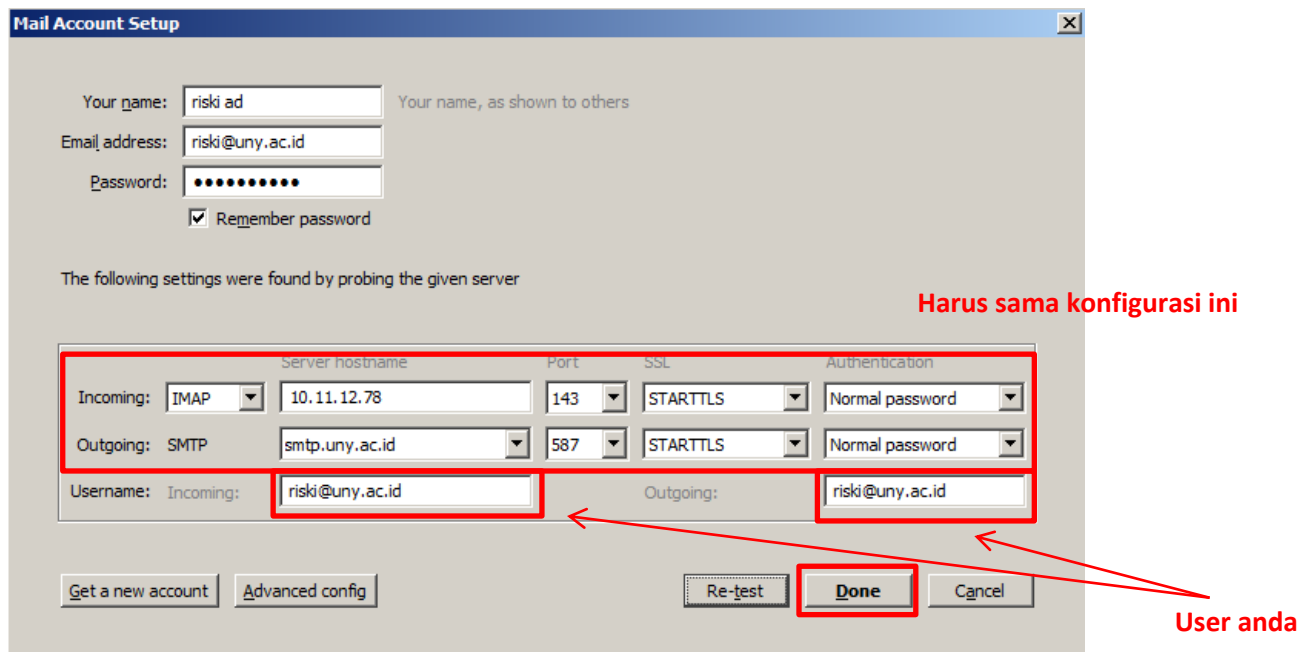 Mail Account Setup
Your name: riski ad Your name, as shown to others
Email address: riski@uny.ac.id
Password: ••••••••••
Remember password
The following settings were found by probing the given server
Harus sama konfigurasi ini
Server hostname Port SSL Authentication
Incoming: IMAP 10.11.12.78 143 STARTTLS Normal password
Outgoing: SMTP smtp.uny.ac.id 587 STARTTLS Normal password
Username: Incoming: riski@uny.ac.id Outgoing: riski@uny.ac.id
Get a new account Advanced config Re-test Done Cancel
User anda